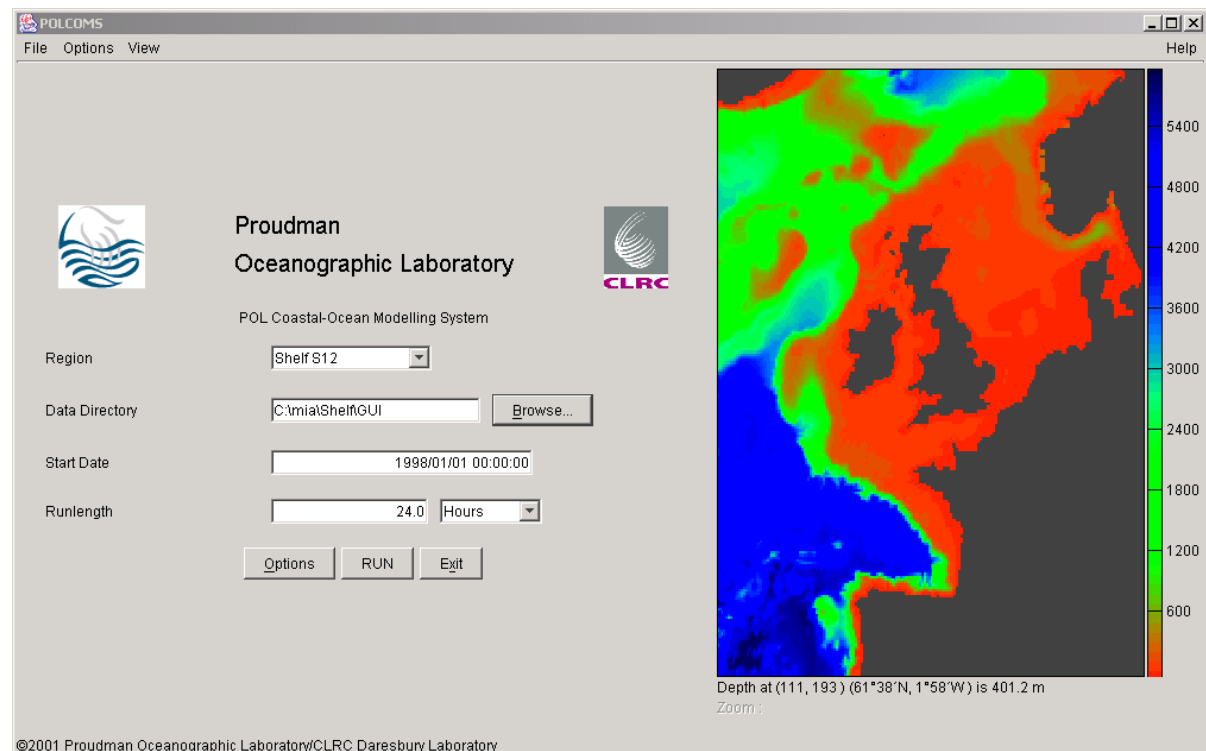 POLCOMS
File Options View Help
Proudman
Oceanographic Laboratory
CLRC
POL Coastal-Ocean Modelling System
Region Shelf S12
Data Directory C:\mia\Shelf\GUI Browse...
Start Date 1998/01/01 00:00:00
Runlength 24.0 Hours
Options RUN Exit
5400
4800
4200
3600
3000
2400
1800
1200
600
Depth at (111, 193 ) (61°38'N, 1°58'W ) is 401.2 m
Zoom :
©2001 Proudman Oceanographic Laboratory/CLRC Daresbury Laboratory